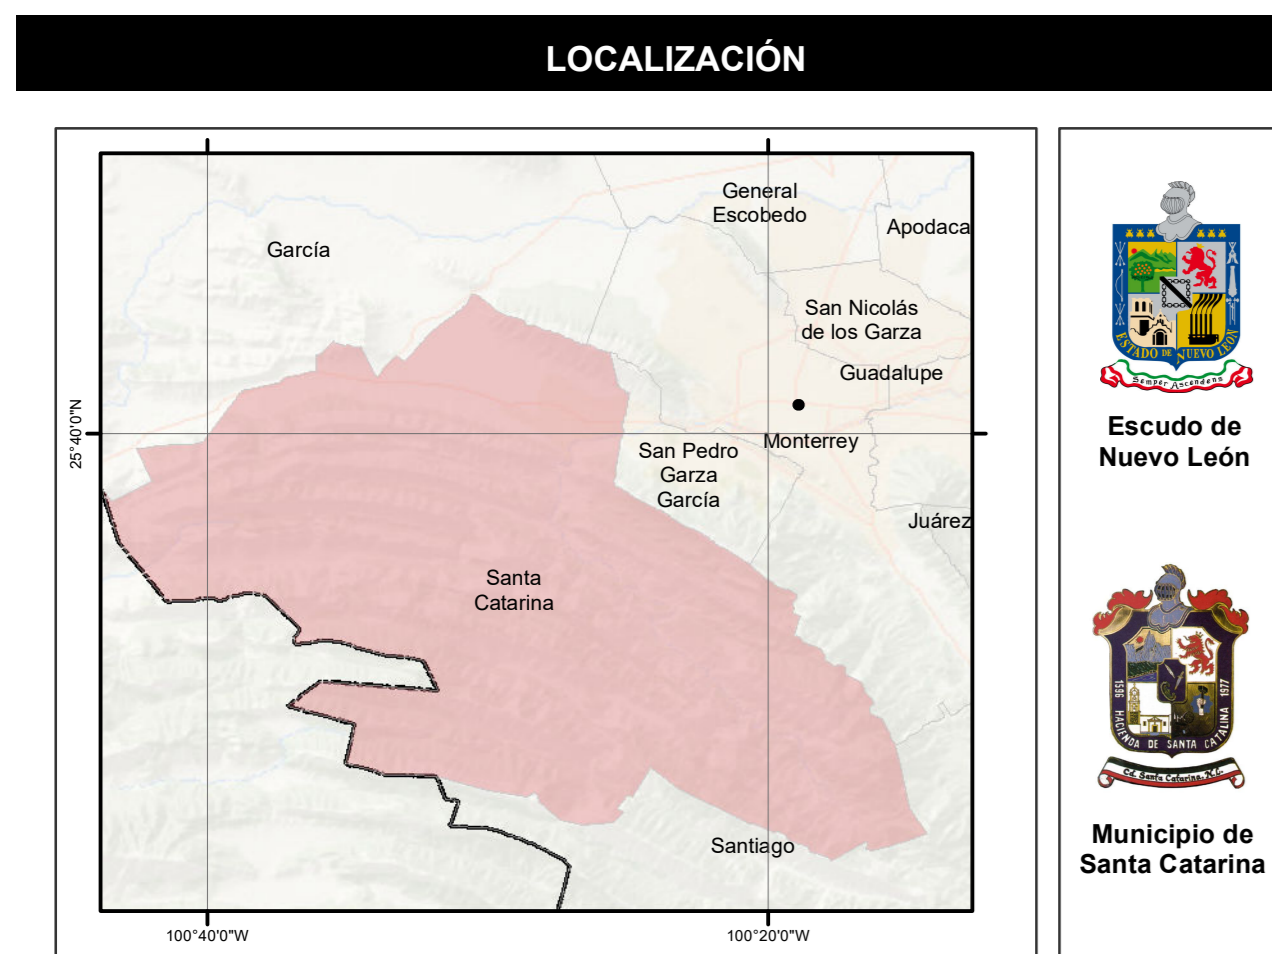 LOCALIZACIÓN
General
Escobedo
Apodaca
García
San Nicolás
de los Garza
Guadalupe
25°40'0"N
Monterrey
San Pedro
Garza
García
Juárez
Santa
Catarina
Santiago
100°40'0"W
100°20'0"W
ESTADO DE NUEVO LEÓN
Semper Ascendens
Escudo de
Nuevo León
1596 HACIENDA DE SANTA CATALINA 1977
Cd. Santa Catarina, N.L.
Municipio de
Santa Catarina